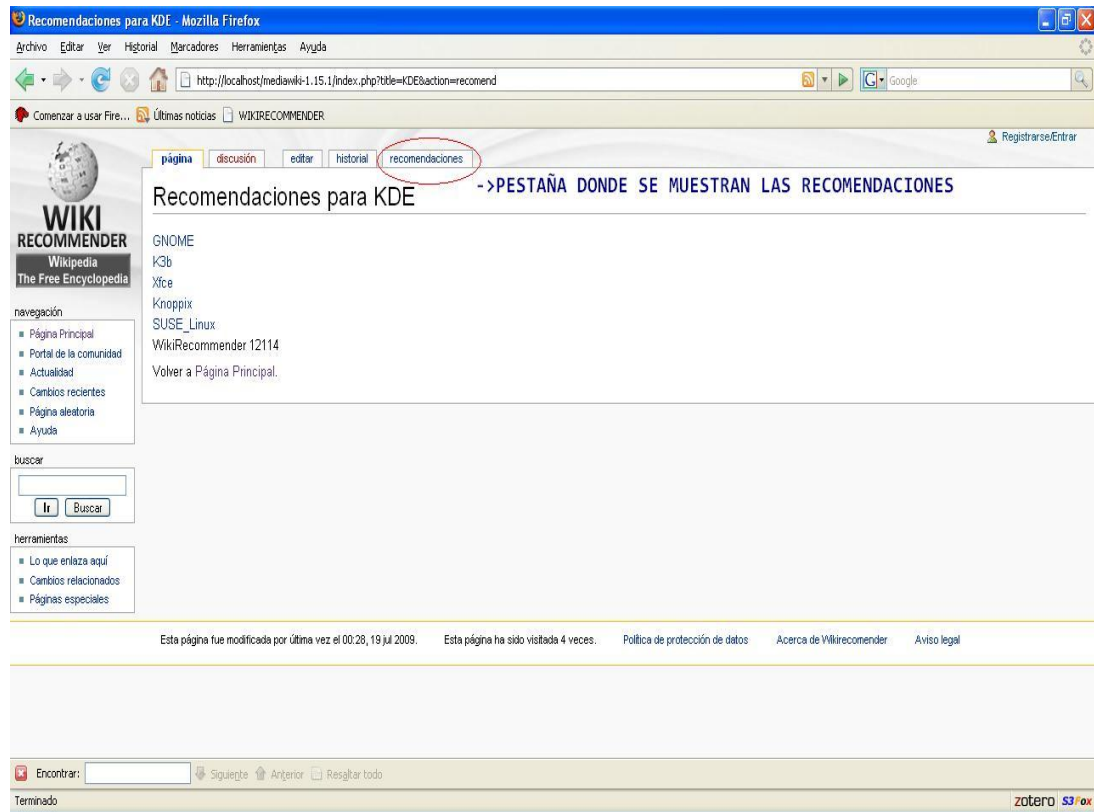 Recomendaciones para KDE - Mozilla Firefox
Archivo Editar Ver Historial Marcadores Herramientas Ayuda
http://localhost/mediawiki-1.15.1/index.php?title=KDE&action=recomend
G Google
Comenzar a usar Fire... Últimas noticias WIKIRECOMMENDER
Registrarse/Entrar
página discusión editar historial recomendaciones
->PESTAÑA DONDE SE MUESTRAN LAS RECOMENDACIONES
Recomendaciones para KDE
WIKI
RECOMMENDER
Wikipedia
The Free Encyclopedia
GNOME
K3b
Xfce
Knoppix
SUSE_Linux
WikiRecommender 12114
Volver a Página Principal.
navegación
Página Principal
Portal de la comunidad
Actualidad
Cambios recientes
Página aleatoria
Ayuda
buscar
Ir Buscar
herramientas
Lo que enlaza aquí
Cambios relacionados
Páginas especiales
Esta página fue modificada por última vez el 00:28, 19 jul 2009. Esta página ha sido visitada 4 veces. Política de protección de datos Acerca de Wikirecomender Aviso legal
Encontrar: Siguiente Anterior Resaltar todo
Terminado zotero S3Fox